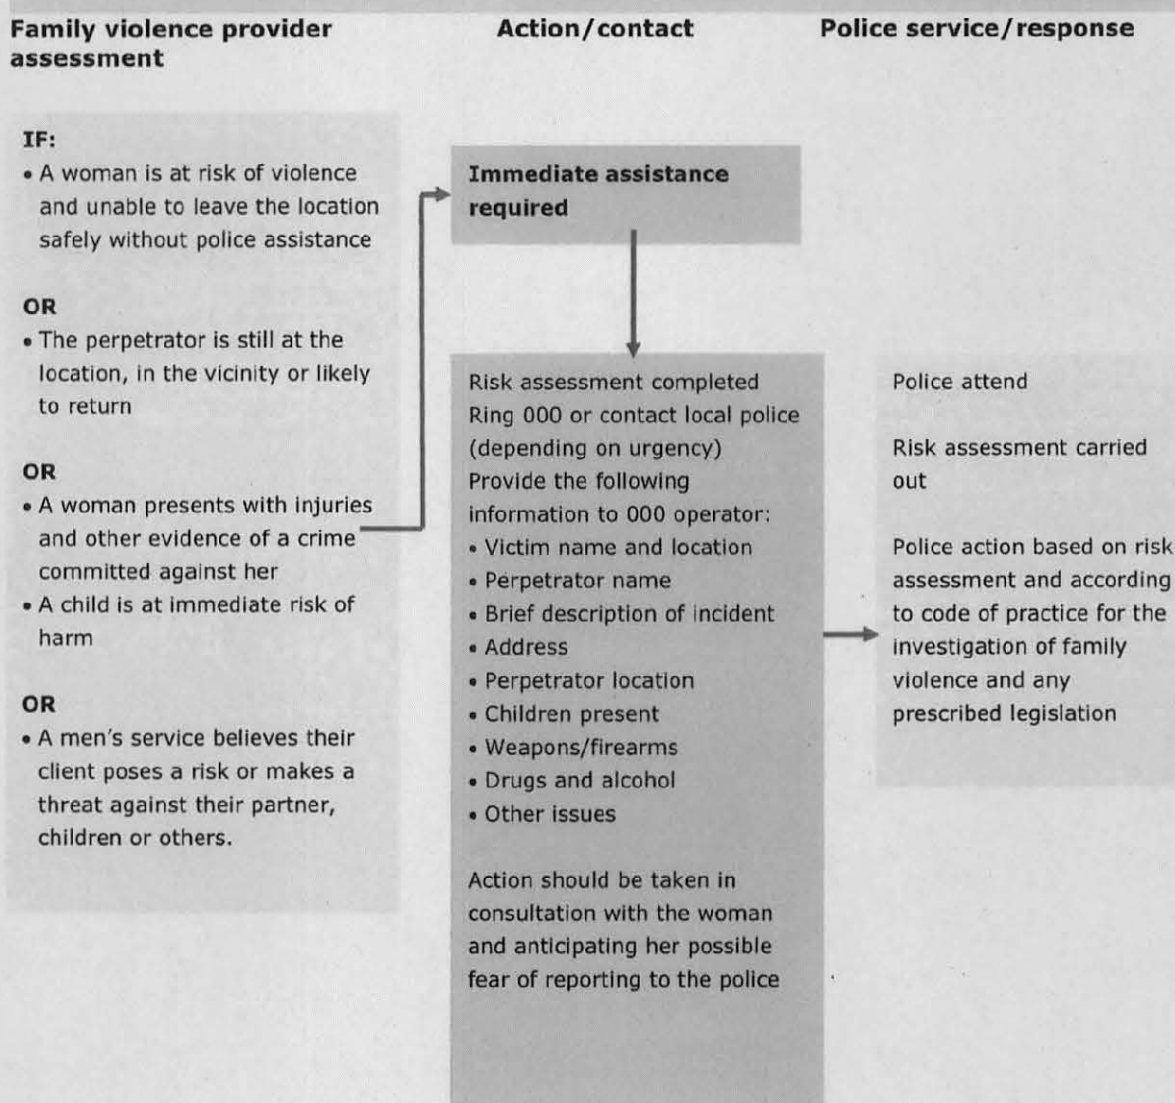 Family violence provider
assessment
Action/contact
Police service/response
IF:
• A woman is at risk of violence
and unable to leave the location
safely without police assistance
OR
• The perpetrator is still at the
location, in the vicinity or likely
to return
OR
• A woman presents with injuries
and other evidence of a crime
committed against her
• A child is at immediate risk of
harm
OR
• A men's service believes their
client poses a risk or makes a
threat against their partner,
children or others.
Immediate assistance
required
Risk assessment completed
Ring 000 or contact local police
(depending on urgency)
Provide the following
information to 000 operator:
• Victim name and location
• Perpetrator name
• Brief description of incident
• Address
• Perpetrator location
• Children present
• Weapons/firearms
• Drugs and alcohol
• Other issues
Action should be taken in
consultation with the woman
and anticipating her possible
fear of reporting to the police
Police attend
Risk assessment carried
out
Police action based on risk
assessment and according
to code of practice for the
investigation of family
violence and any
prescribed legislation